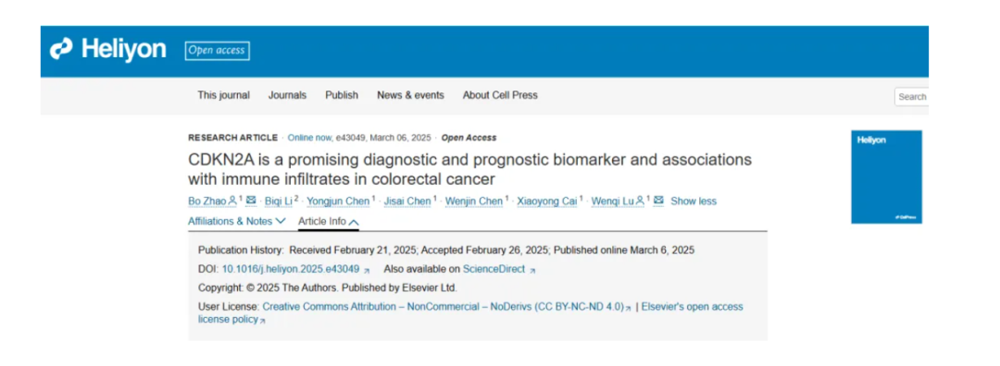 Heliyon
Open access
This journal Journals Publish News & events About Cell Press
Search
RESEARCH ARTICLE · Online now, e43049, March 06, 2025 · Open Access
CDKN2A is a promising diagnostic and prognostic biomarker and associations
with immune infiltrates in colorectal cancer
Bo Zhao 1 · Biqi Li 2 · Yongjun Chen 1 · Jisai Chen 1 · Wenjin Chen 1 · Xiaoyong Cai 1 · Wenqi Lu 1 Show less
Affiliations & Notes Article Info
Publication History: Received February 21, 2025; Accepted February 26, 2025; Published online March 6, 2025
DOI: 10.1016/j.heliyon.2025.e43049 Also available on ScienceDirect
Copyright: © 2025 The Authors. Published by Elsevier Ltd.
User License: Creative Commons Attribution – NonCommercial – NoDerivs (CC BY-NC-ND 4.0) | Elsevier's open access
license policy
Heliyon
CellPress